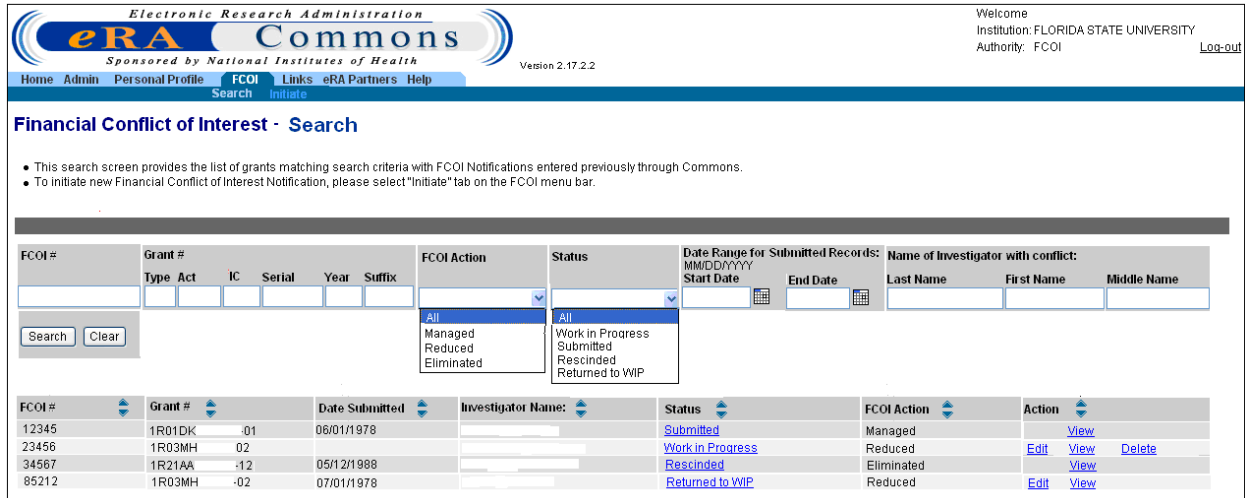 Electronic Research Administration
eRA Commons
Sponsored by National Institutes of Health
Version 2.17.2.2
Welcome
Institution: FLORIDA STATE UNIVERSITY
Authority: FCOI
Log-out
Home Admin Personal Profile FCOI Links eRA Partners Help
Search Initiate
Financial Conflict of Interest - Search
• This search screen provides the list of grants matching search criteria with FCOI Notifications entered previously through Commons.
• To initiate new Financial Conflict of Interest Notification, please select "Initiate" tab on the FCOI menu bar.
FCOI # Grant # FCOI Action Status Date Range for Submitted Records: Name of Investigator with conflict:
MM/DD/YYYY
Type Act IC Serial Year Suffix Start Date End Date Last Name First Name Middle Name
Search Clear
All
Managed
Reduced
Eliminated
All
Work in Progress
Submitted
Rescinded
Returned to WIP
FCOI # Grant # Date Submitted Investigator Name: Status FCOI Action Action
12345 1R01DK -01 06/01/1978 Submitted Managed View
23456 1R03MH 02 Work in Progress Reduced Edit View Delete
34567 1R21AA -12 05/12/1988 Rescinded Eliminated View
85212 1R03MH -02 07/01/1978 Returned to WIP Reduced Edit View